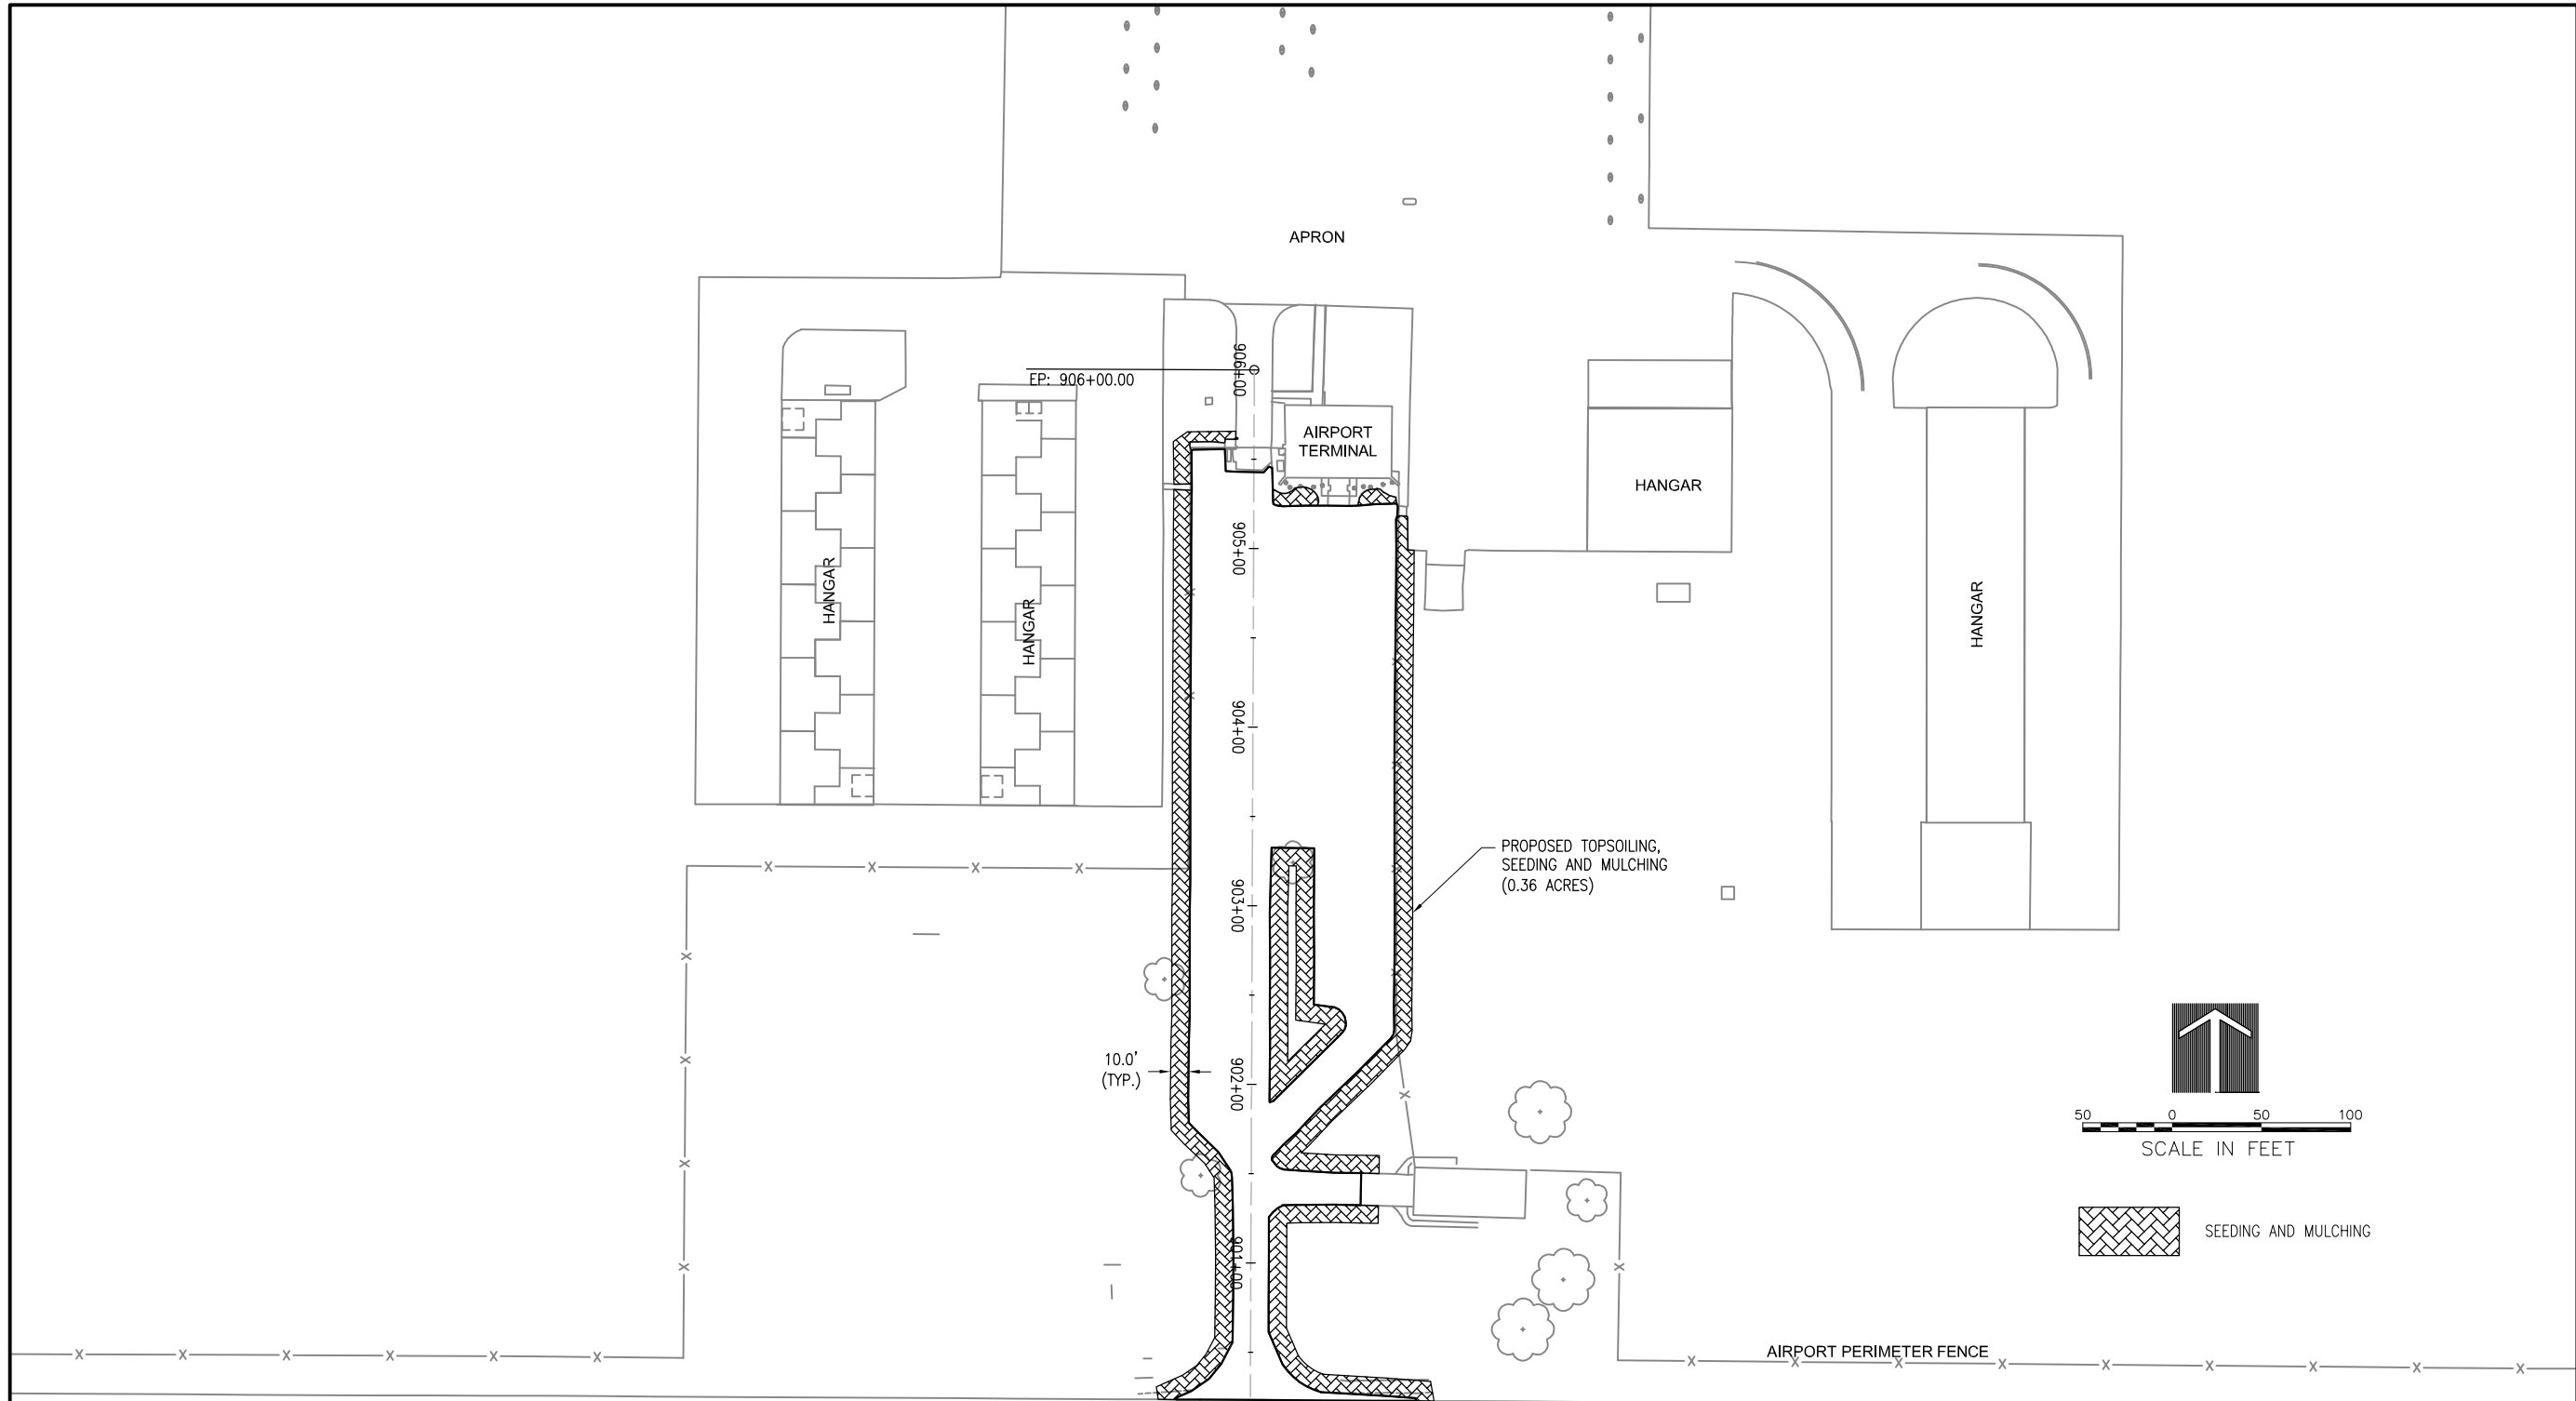 APRON
906+00
EP: 906+00.00
AIRPORT
TERMINAL
HANGAR
905+00
HANGAR
HANGAR
HANGAR
904+00
PROPOSED TOPSOILING,
SEEDING AND MULCHING
(0.36 ACRES)
903+00
10.0'
(TYP.)
902+00
50 0 50 100
SCALE IN FEET
SEEDING AND MULCHING
901+00
AIRPORT PERIMETER FENCE